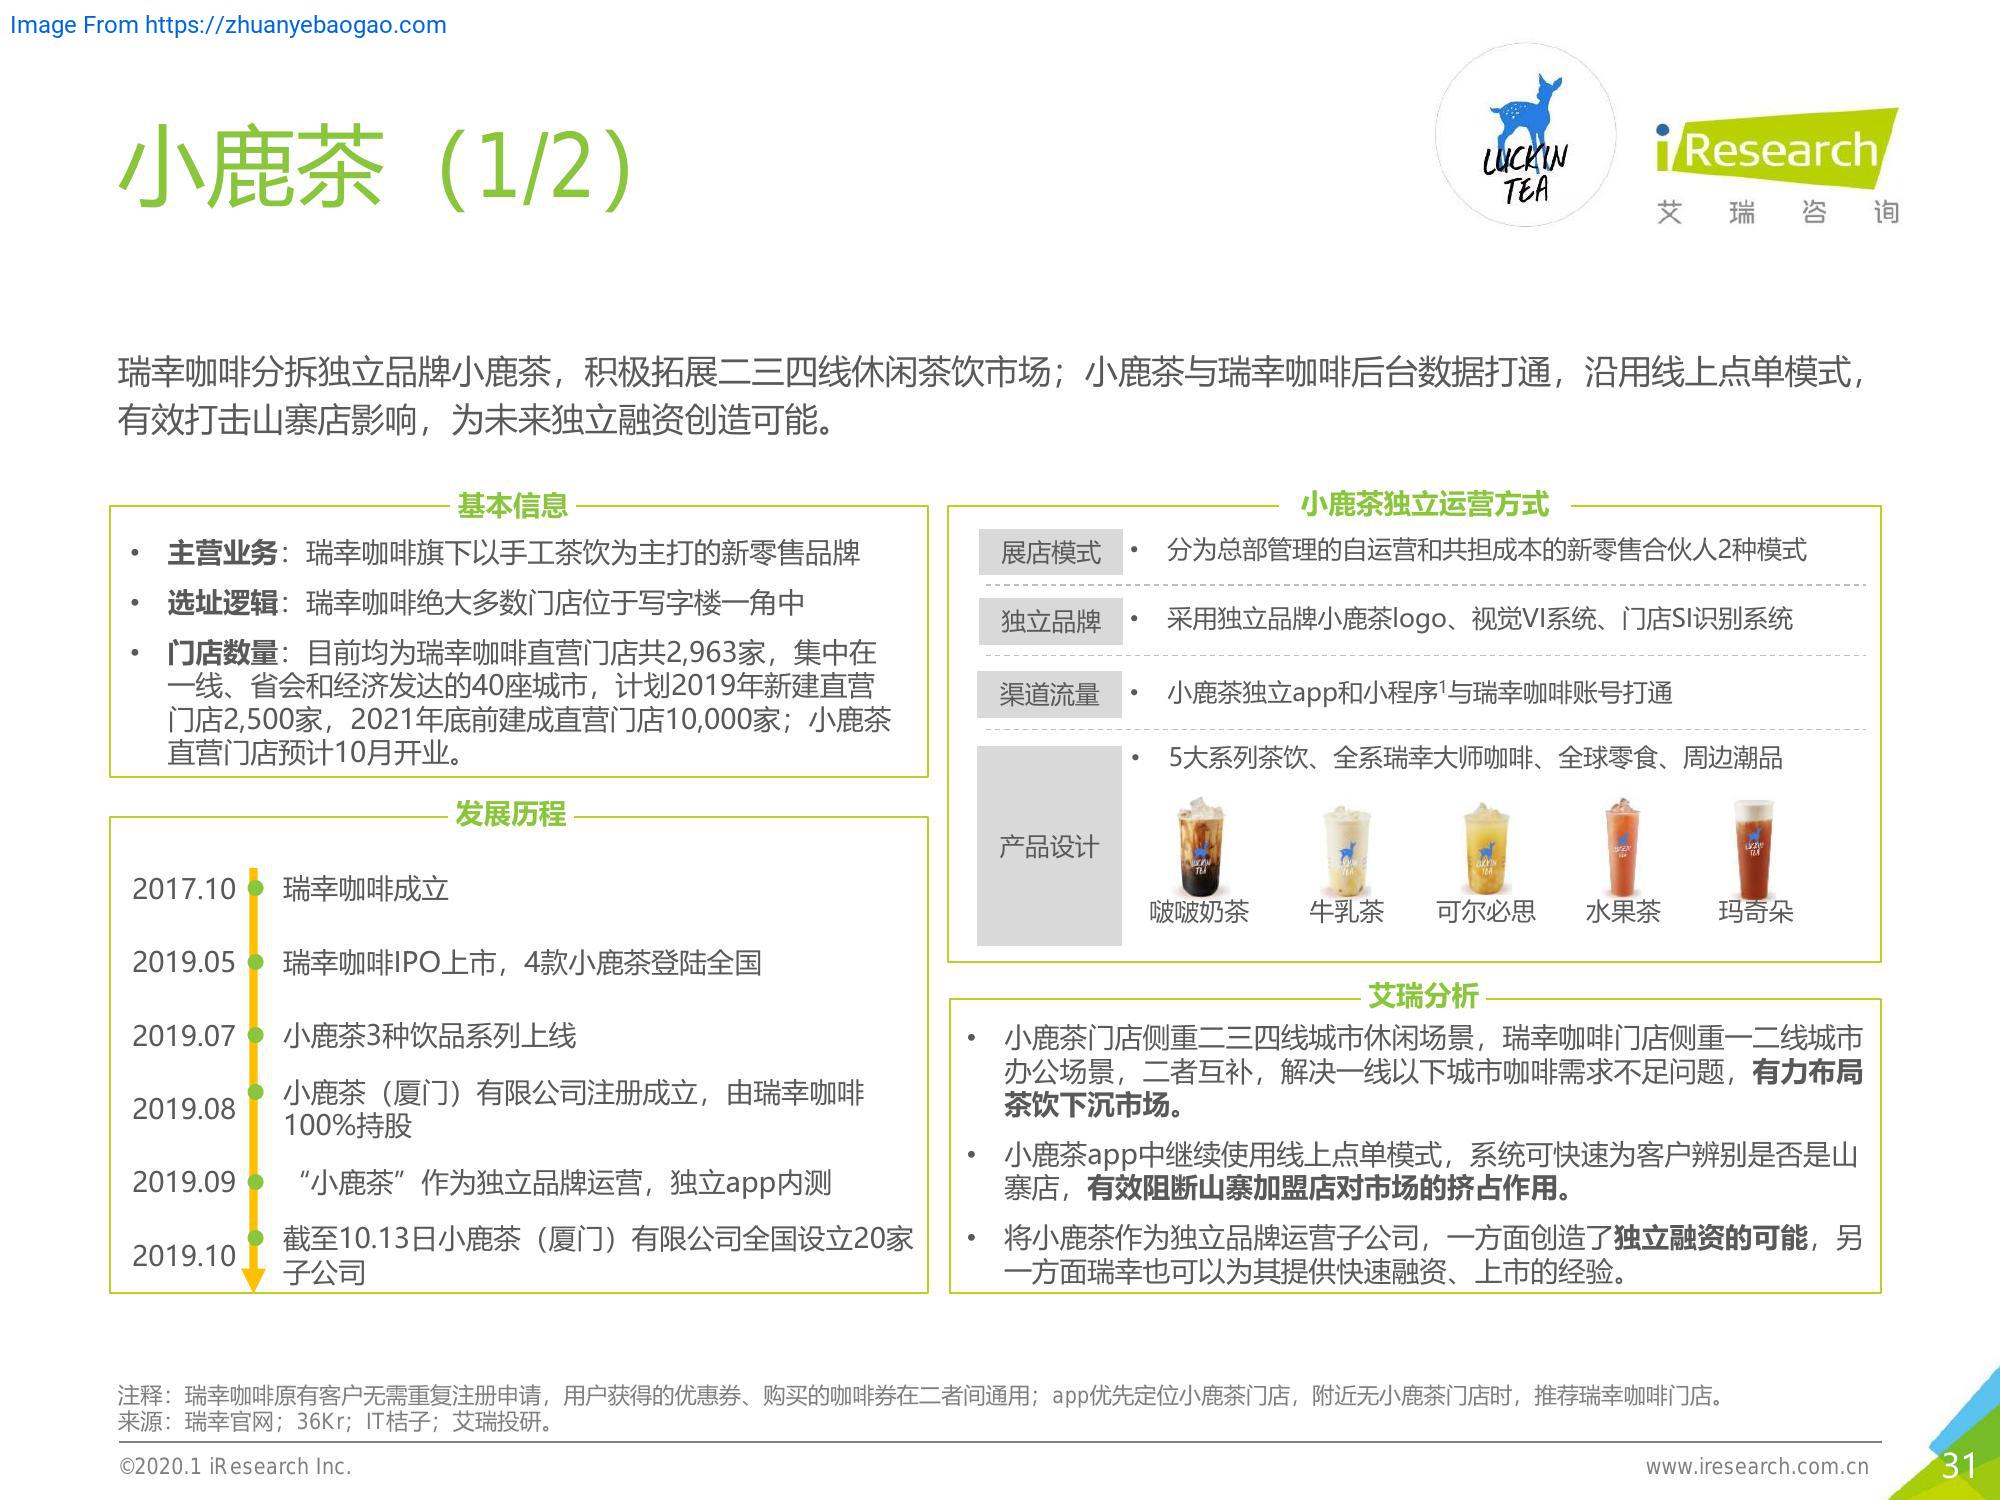 Image From https://zhuanyebaogao.com
LUCKIN
TEA
iResearch
艾瑞咨询
小鹿茶（1/2）
瑞幸咖啡分拆独立品牌小鹿茶，积极拓展二三四线休闲茶饮市场；小鹿茶与瑞幸咖啡后台数据打通，沿用线上点单模式，
有效打击山寨店影响，为未来独立融资创造可能。
基本信息
• 主营业务：瑞幸咖啡旗下以手工茶饮为主打的新零售品牌
• 选址逻辑：瑞幸咖啡绝大多数门店位于写字楼一角中
• 门店数量：目前均为瑞幸咖啡直营门店共2,963家，集中在
一线、省会和经济发达的40座城市，计划2019年新建直营
门店2,500家，2021年底前建成直营门店10,000家；小鹿茶
直营门店预计10月开业。
发展历程
2017.10 瑞幸咖啡成立
2019.05 瑞幸咖啡IPO上市，4款小鹿茶登陆全国
2019.07 小鹿茶3种饮品系列上线
2019.08 小鹿茶（厦门）有限公司注册成立，由瑞幸咖啡
100%持股
2019.09 “小鹿茶”作为独立品牌运营，独立app内测
2019.10 截至10.13日小鹿茶（厦门）有限公司全国设立20家
子公司
小鹿茶独立运营方式
展店模式 • 分为总部管理的自运营和共担成本的新零售合伙人2种模式
独立品牌 • 采用独立品牌小鹿茶logo、视觉VI系统、门店SI识别系统
渠道流量 • 小鹿茶独立app和小程序¹与瑞幸咖啡账号打通
产品设计 • 5大系列茶饮、全系瑞幸大师咖啡、全球零食、周边潮品
LUCKIN TEA LUCKIN TEA LUCKIN TEA LUCKIN TEA LUCKIN TEA
啵啵奶茶 牛乳茶 可尔必思 水果茶 玛奇朵
艾瑞分析
• 小鹿茶门店侧重二三四线城市休闲场景，瑞幸咖啡门店侧重一二线城市
办公场景，二者互补，解决一线以下城市咖啡需求不足问题，有力布局
茶饮下沉市场。
• 小鹿茶app中继续使用线上点单模式，系统可快速为客户辨别是否是山
寨店，有效阻断山寨加盟店对市场的挤占作用。
• 将小鹿茶作为独立品牌运营子公司，一方面创造了独立融资的可能，另
一方面瑞幸也可以为其提供快速融资、上市的经验。
注释：瑞幸咖啡原有客户无需重复注册申请，用户获得的优惠券、购买的咖啡券在二者间通用；app优先定位小鹿茶门店，附近无小鹿茶门店时，推荐瑞幸咖啡门店。
来源：瑞幸官网；36Kr；IT桔子；艾瑞投研。
©2020.1 iResearch Inc.
www.iresearch.com.cn
31